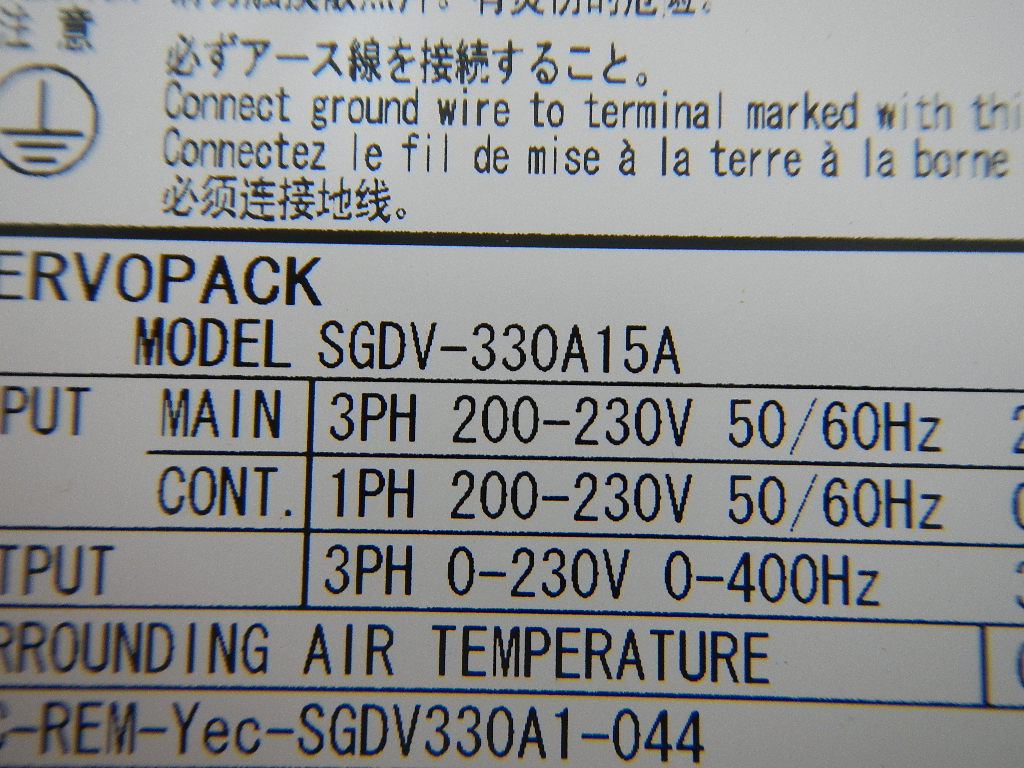 注意
必ずアース線を接続すること。
Connect ground wire to terminal marked with thi
Connectez le fil de mise à la terre à la borne
必须连接地线。
ERVOPACK
MODEL SGDV-330A15A
PUT MAIN 3PH 200-230V 50/60Hz 2
CONT. 1PH 200-230V 50/60Hz
TPUT 3PH 0-230V 0-400Hz
RROUNDING AIR TEMPERATURE
C-REM-Yec-SGDV330A1-044